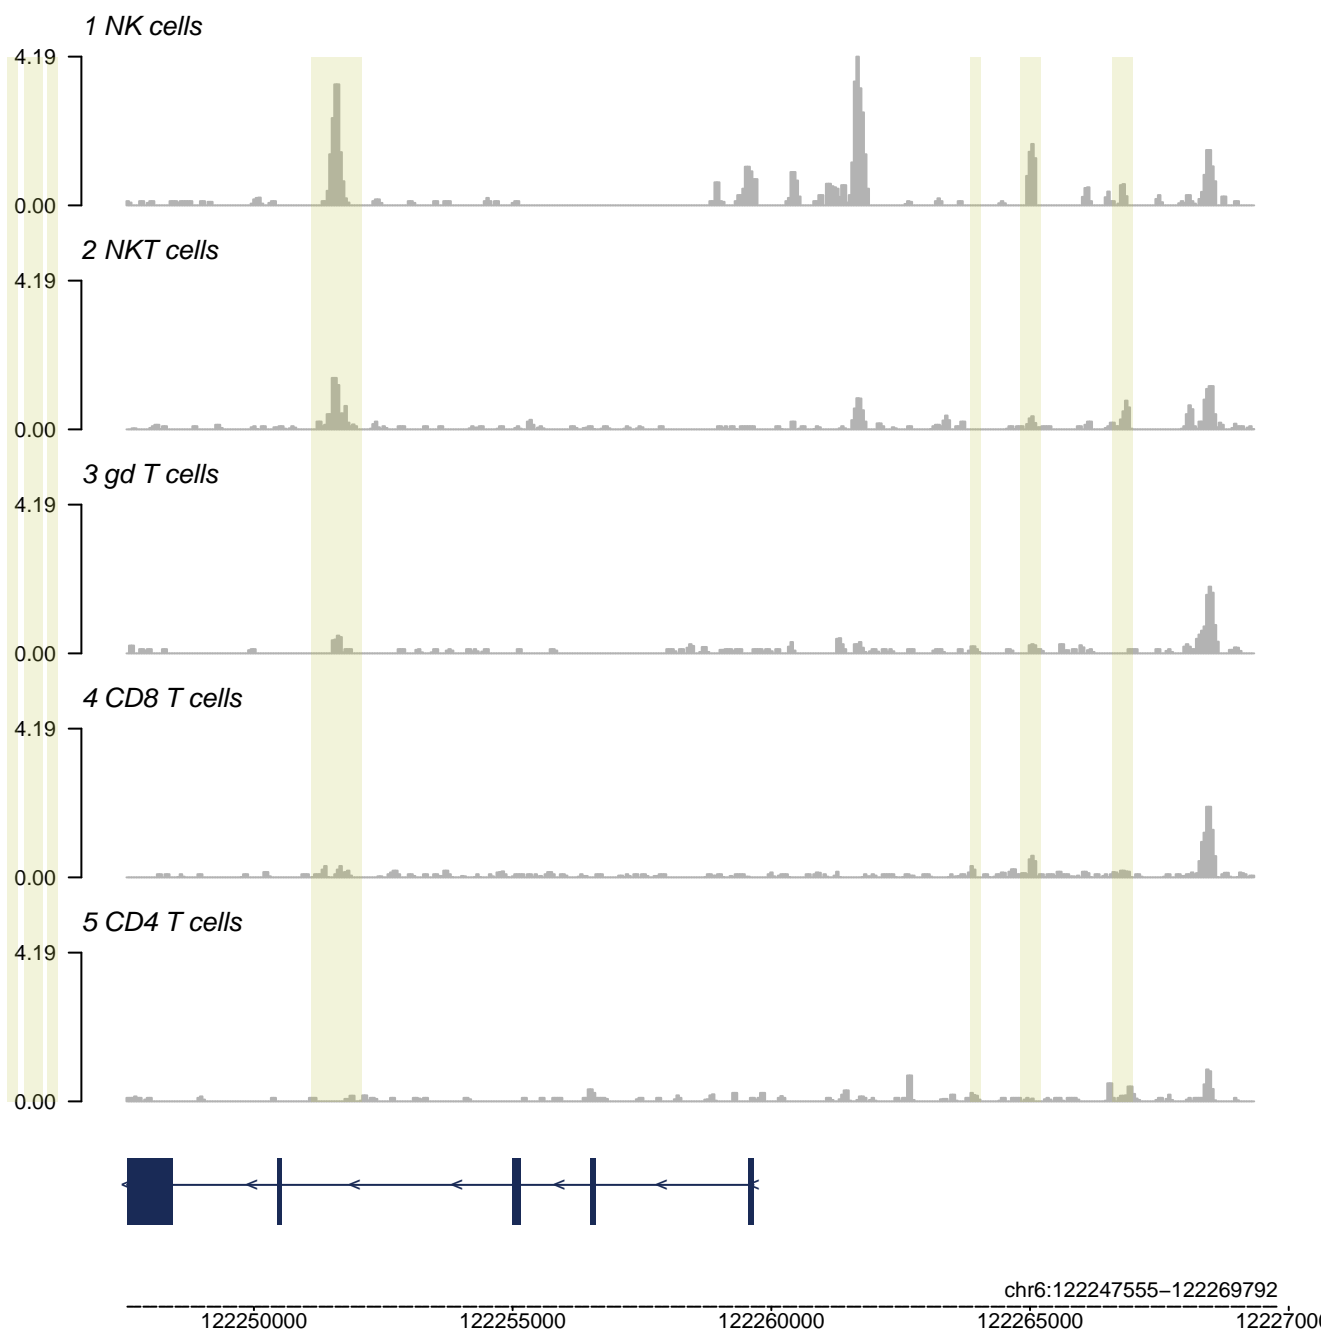 1 NK cells
4.19
0.00
2 NKT cells
4.19
0.00
3 gd T cells
4.19
0.00
4 CD8 T cells
4.19
0.00
5 CD4 T cells
4.19
0.00
chr6:122247555−122269792
122250000 122255000 122260000 122265000